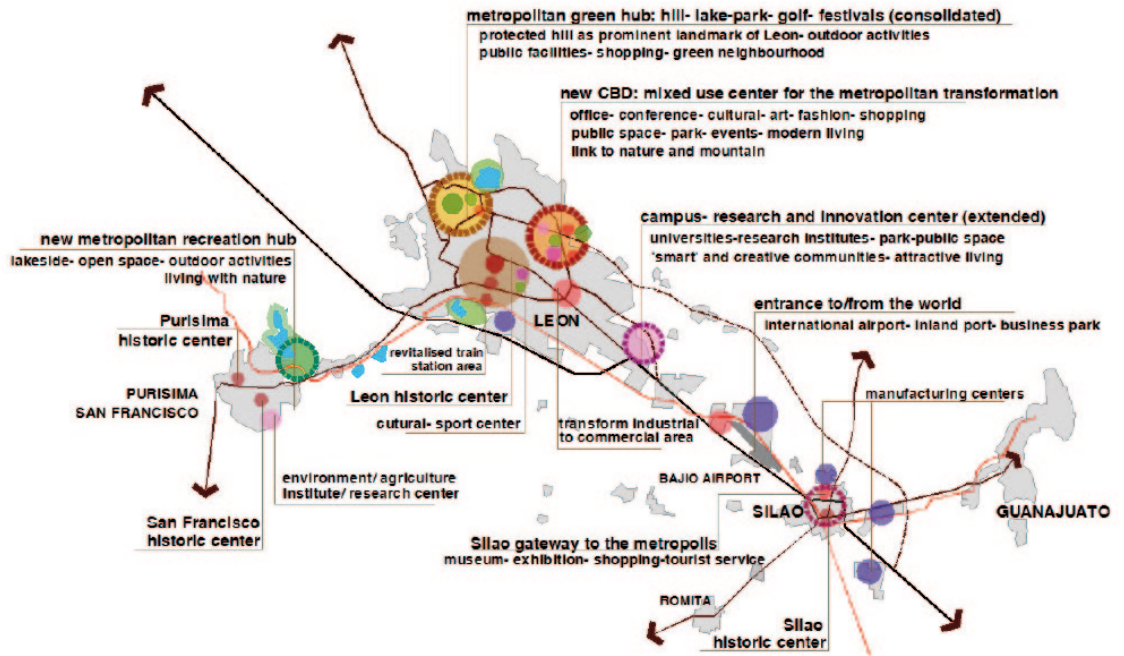 metropolitan green hub: hill- lake-park- golf- festivals (consolidated)
protected hill as prominent landmark of Leon- outdoor activities
public facilities- shopping- green neighbourhood
new CBD: mixed use center for the metropolitan transformation
office- conference- cultural- art- fashion- shopping
public space- park- events- modern living
link to nature and mountain
campus- research and innovation center (extended)
universities-research institutes- park-public space
'smart' and creative communities- attractive living
new metropolitan recreation hub
lakeside- open space- outdoor activities
living with nature
entrance to/from the world
international airport- inland port- business park
Purisima
historic center
LEON
revitalised train
station area
manufacturing centers
PURISIMA
SAN FRANCISCO
Leon historic center
cutural- sport center
transform industrial
to commercial area
environment/ agriculture
institute/ research center
BAJIO AIRPORT
San Francisco
historic center
SILAO
GUANAJUATO
Silao gateway to the metropolis
museum- exhibition- shopping-tourist service
ROMITA
Silao
historic center